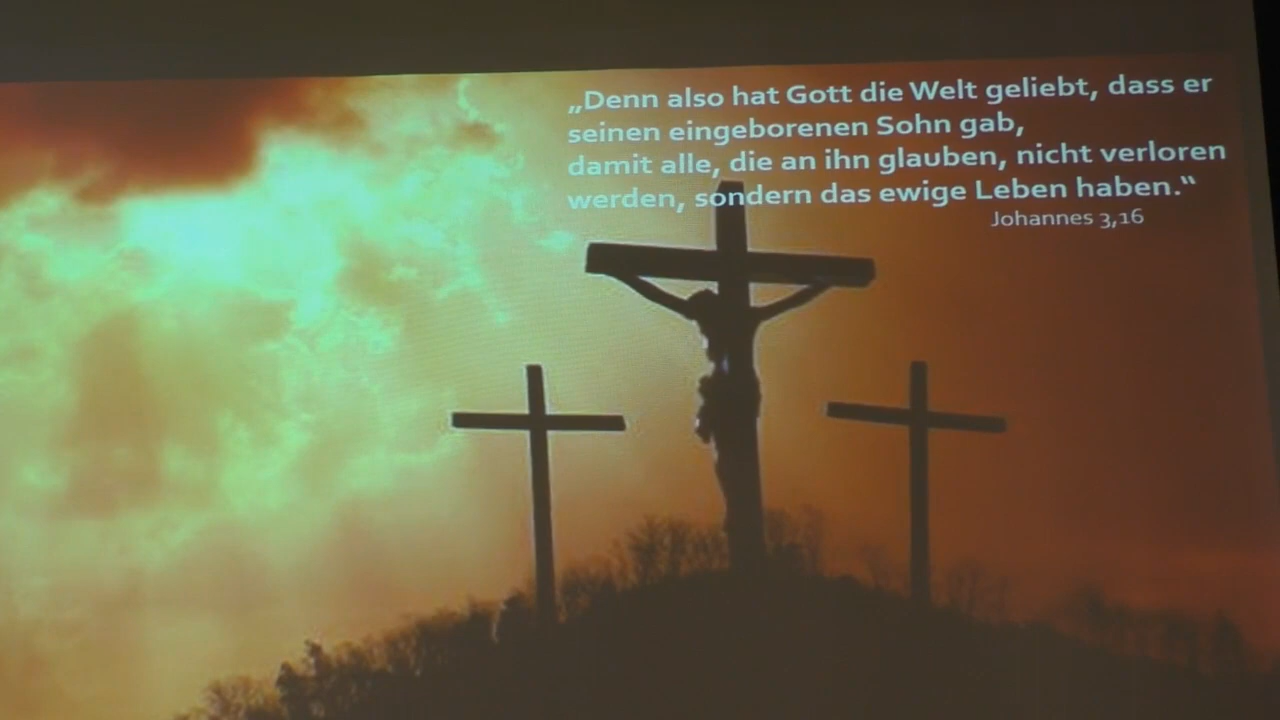 „Denn also hat Gott die Welt geliebt, dass er
seinen eingeborenen Sohn gab,
damit alle, die an ihn glauben, nicht verloren
werden, sondern das ewige Leben haben.“
Johannes 3,16